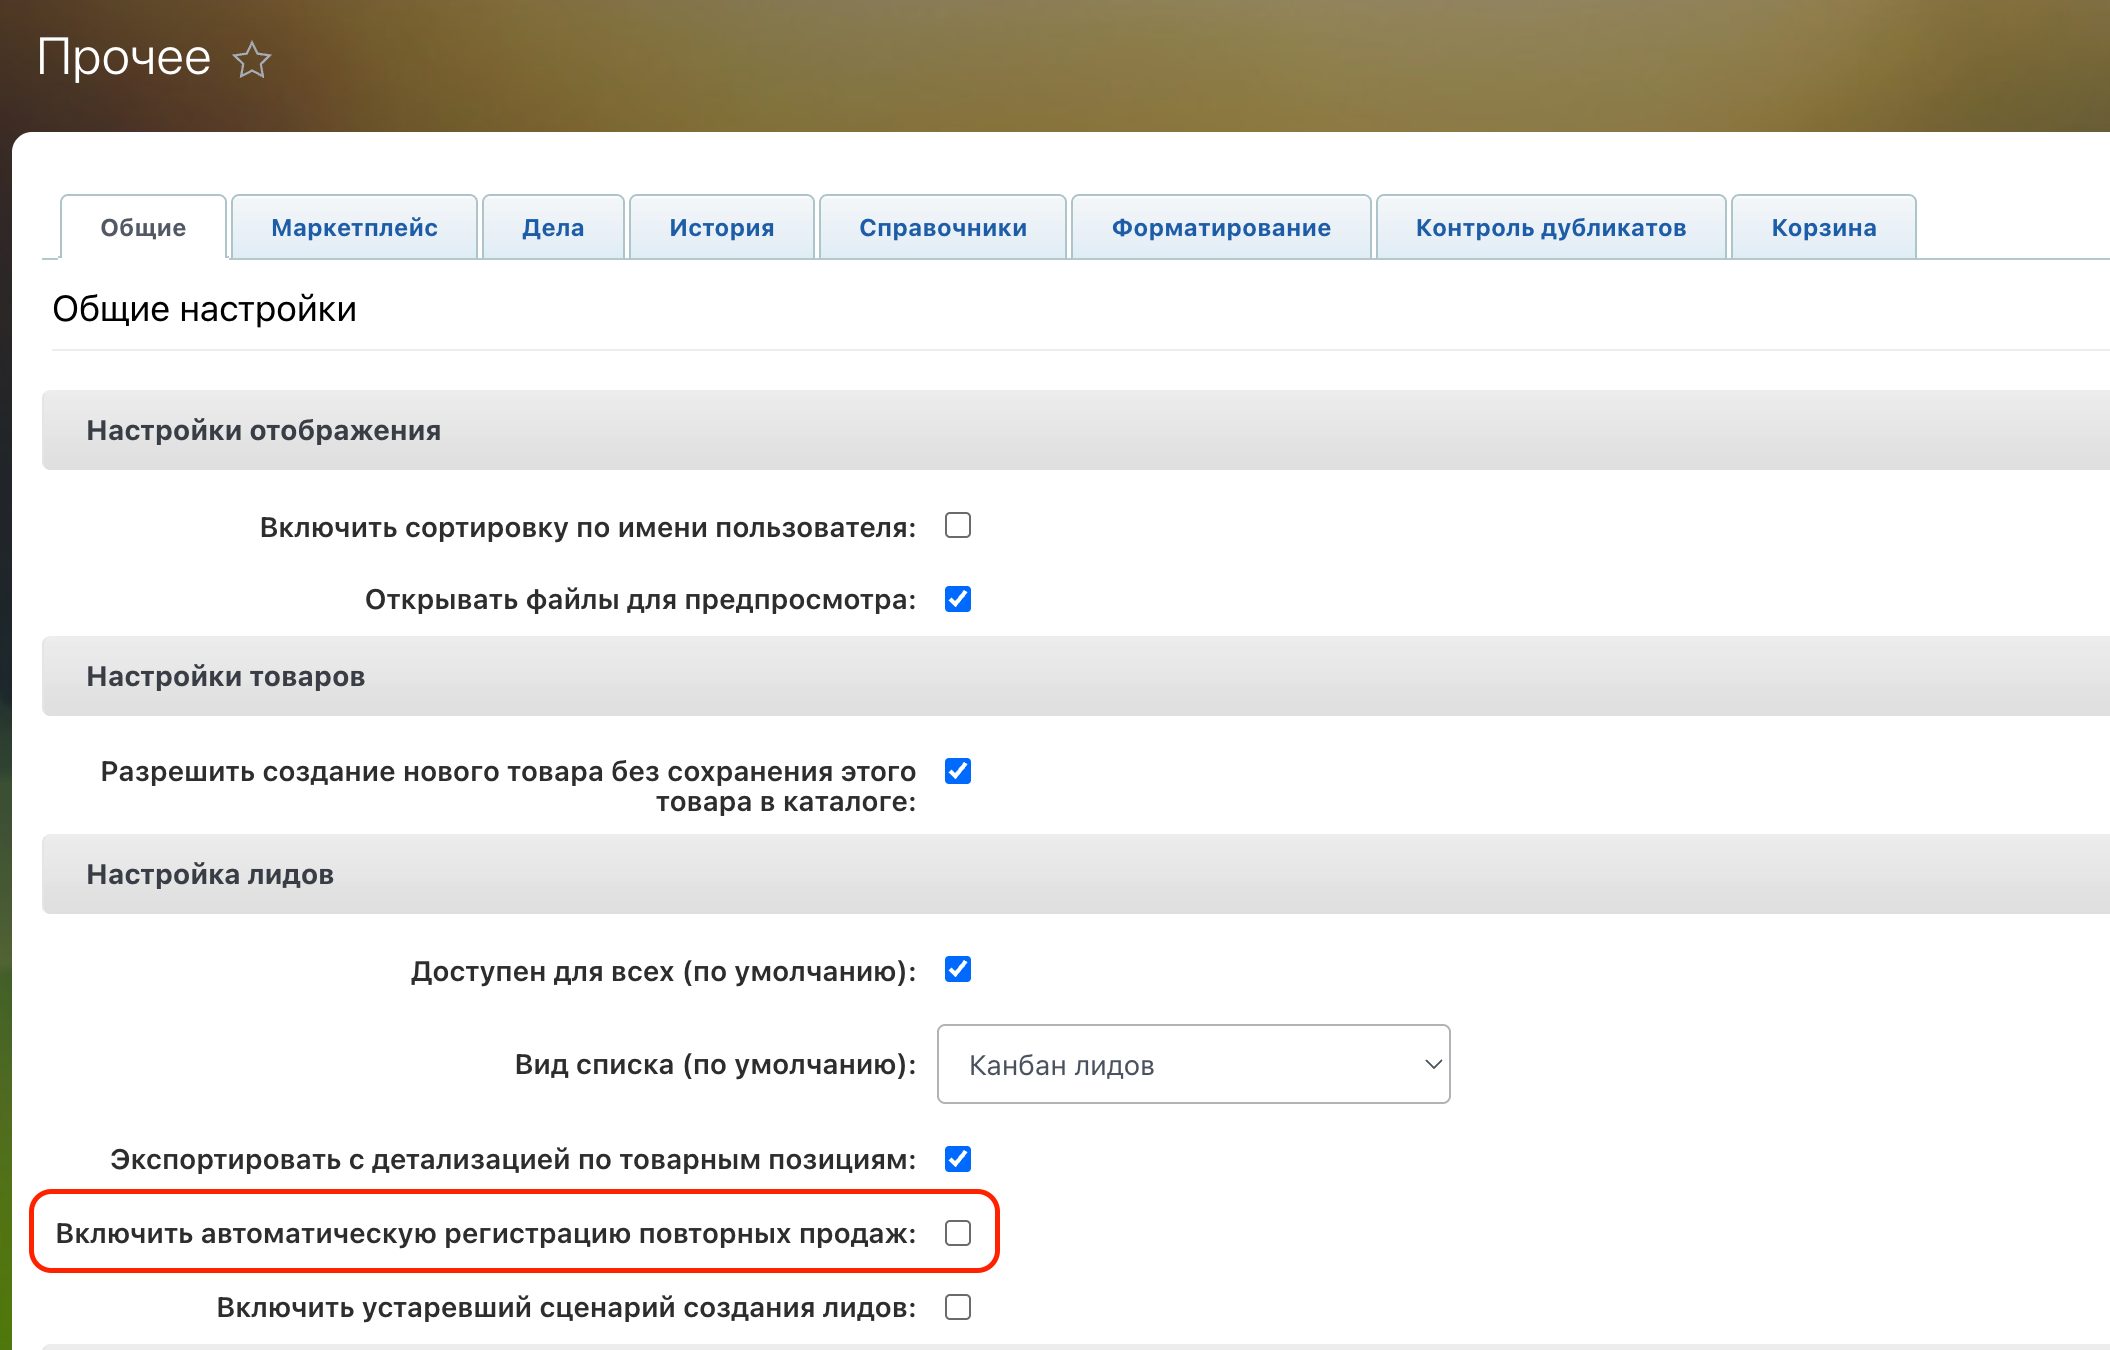 Прочее
Общие
Маркетплейс
Дела
История
Справочники
Форматирование
Контроль дубликатов
Корзина
Общие настройки
Настройки отображения
Включить сортировку по имени пользователя:
Открывать файлы для предпросмотра:
Настройки товаров
Разрешить создание нового товара без сохранения этого
товара в каталоге:
Настройка лидов
Доступен для всех (по умолчанию):
Вид списка (по умолчанию):
Канбан лидов
Экспортировать с детализацией по товарным позициям:
Включить автоматическую регистрацию повторных продаж:
Включить устаревший сценарий создания лидов: